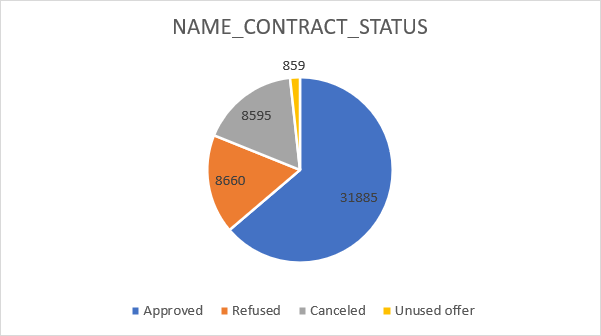 NAME_CONTRACT_STATUS
859
8595
8660
31885
Approved Refused Canceled Unused offer